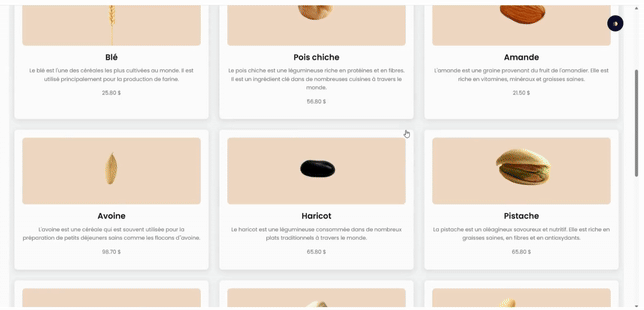 Blé
Le blé est l'une des céréales les plus cultivées au monde. Il est
utilisé principalement pour la production de farine.
25.80 $
Pois chiche
Le pois chiche est une légumineuse riche en protéines et en fibres.
Il est un ingrédient clé dans de nombreuses cuisines à travers le
monde.
56.80 $
Amande
L'amande est une graine provenant du fruit de l'amandier. Elle est
riche en vitamines, minéraux et graisses saines.
21.50 $
Avoine
L'avoine est une céréale qui est souvent utilisée pour la
préparation de petits déjeuners sains comme les flocons d'avoine.
98.70 $
Haricot
Le haricot est une légumineuse consommée dans de nombreux
plats traditionnels à travers le monde.
65.80 $
Pistache
La pistache est un oléagineux savoureux et nutritif. Elle est riche en
graisses saines, en fibres et en antioxydants.
65.80 $